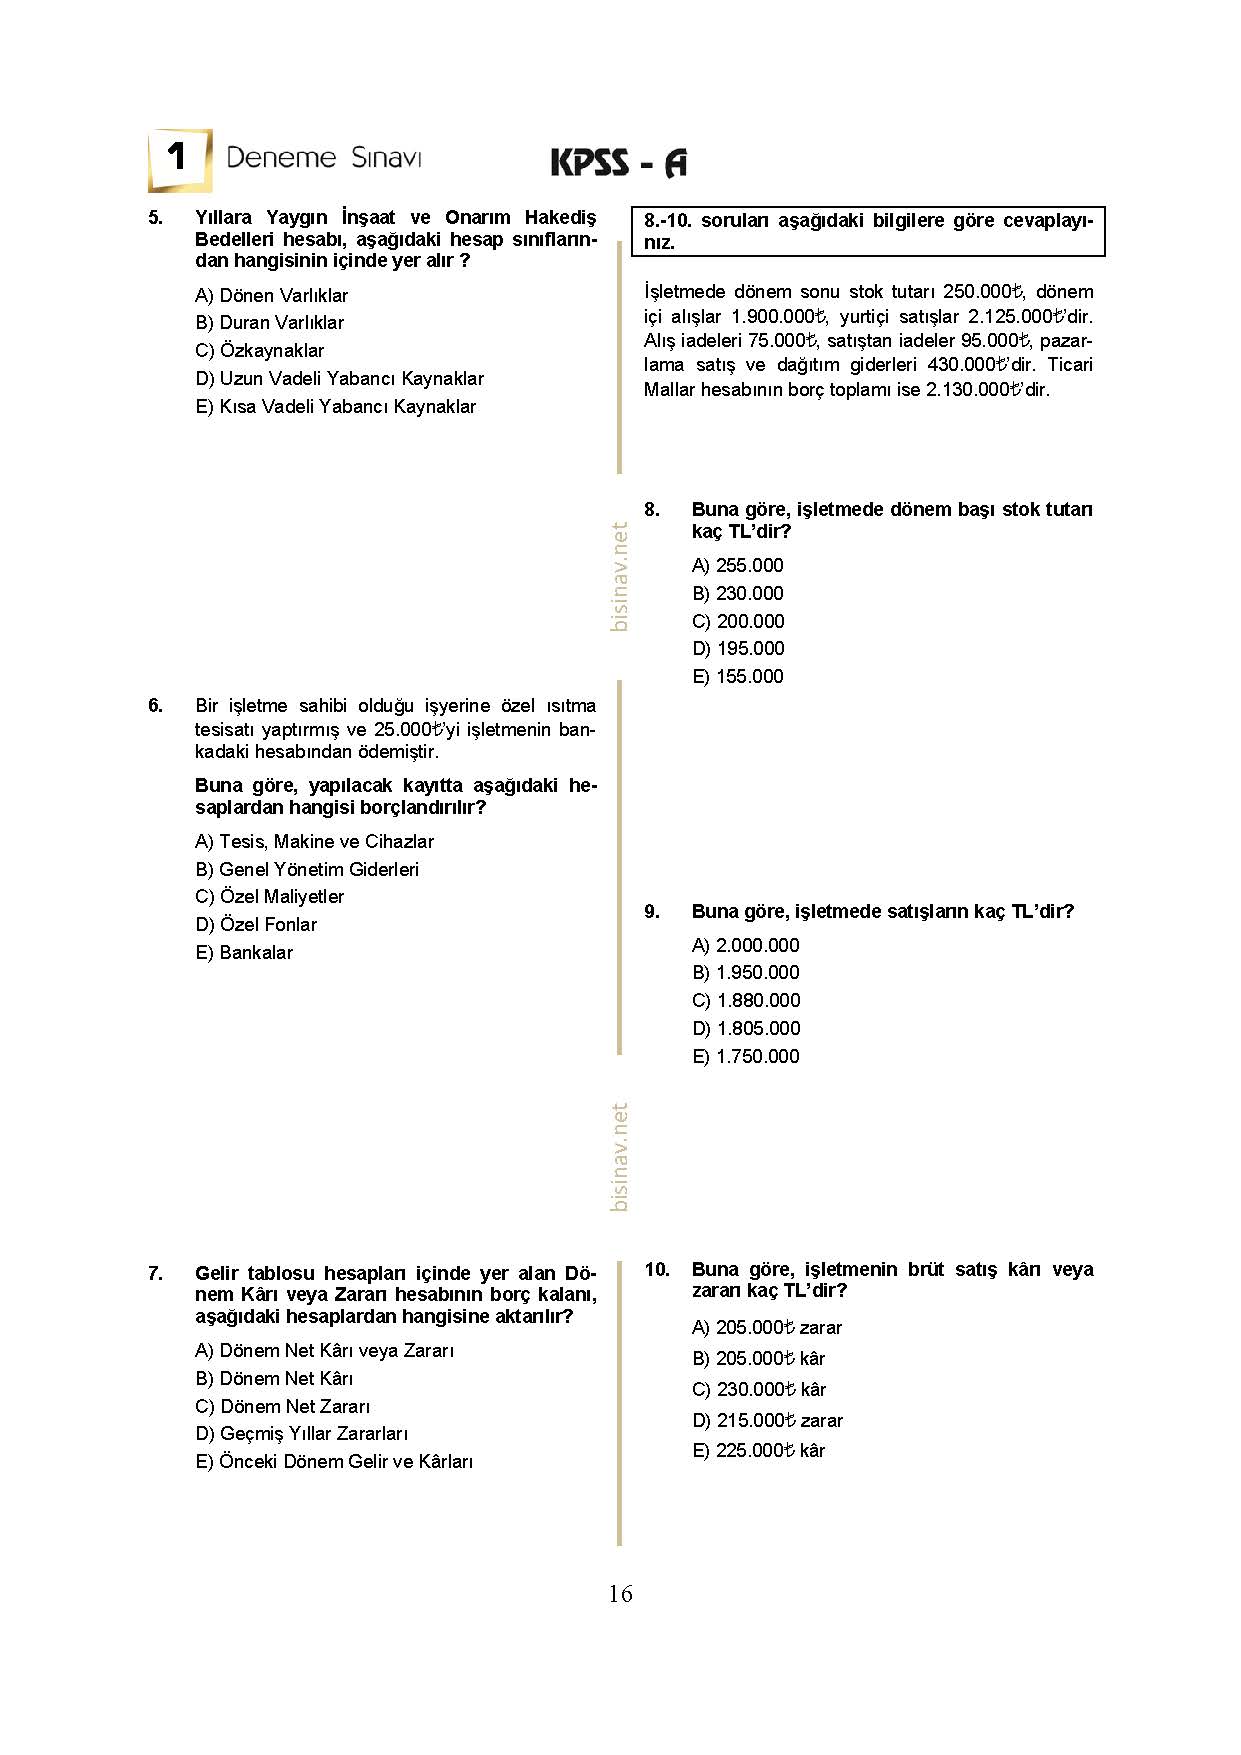 1 Deneme Sınavı KPSS - A
5. Yıllara Yaygın İnşaat ve Onarım Hakediş
Bedelleri hesabı, aşağıdaki hesap sınıfların-
dan hangisinin içinde yer alır ?
A) Dönen Varlıklar
B) Duran Varlıklar
C) Özkaynaklar
D) Uzun Vadeli Yabancı Kaynaklar
E) Kısa Vadeli Yabancı Kaynaklar
6. Bir işletme sahibi olduğu işyerine özel ısıtma
tesisatı yaptırmış ve 25.000₺'yi işletmenin ban-
kadaki hesabından ödemiştir.
Buna göre, yapılacak kayıtta aşağıdaki he-
saplardan hangisi borçlandırılır?
A) Tesis, Makine ve Cihazlar
B) Genel Yönetim Giderleri
C) Özel Maliyetler
D) Özel Fonlar
E) Bankalar
7. Gelir tablosu hesapları içinde yer alan Dö-
nem Kârı veya Zararı hesabının borç kalanı,
aşağıdaki hesaplardan hangisine aktarılır?
A) Dönem Net Kârı veya Zararı
B) Dönem Net Kârı
C) Dönem Net Zararı
D) Geçmiş Yıllar Zararları
E) Önceki Dönem Gelir ve Kârları
bisinav.net
bisinav.net
8.-10. soruları aşağıdaki bilgilere göre cevaplayı-
nız.
İşletmede dönem sonu stok tutarı 250.000₺, dönem
içi alışlar 1.900.000₺, yurtiçi satışlar 2.125.000₺'dir.
Alış iadeleri 75.000₺, satıştan iadeler 95.000₺, pazar-
lama satış ve dağıtım giderleri 430.000₺'dir. Ticari
Mallar hesabının borç toplamı ise 2.130.000₺'dir.
8. Buna göre, işletmede dönem başı stok tutarı
kaç TL'dir?
A) 255.000
B) 230.000
C) 200.000
D) 195.000
E) 155.000
9. Buna göre, işletmede satışların kaç TL'dir?
A) 2.000.000
B) 1.950.000
C) 1.880.000
D) 1.805.000
E) 1.750.000
10. Buna göre, işletmenin brüt satış kârı veya
zararı kaç TL'dir?
A) 205.000₺ zarar
B) 205.000₺ kâr
C) 230.000₺ kâr
D) 215.000₺ zarar
E) 225.000₺ kâr
16